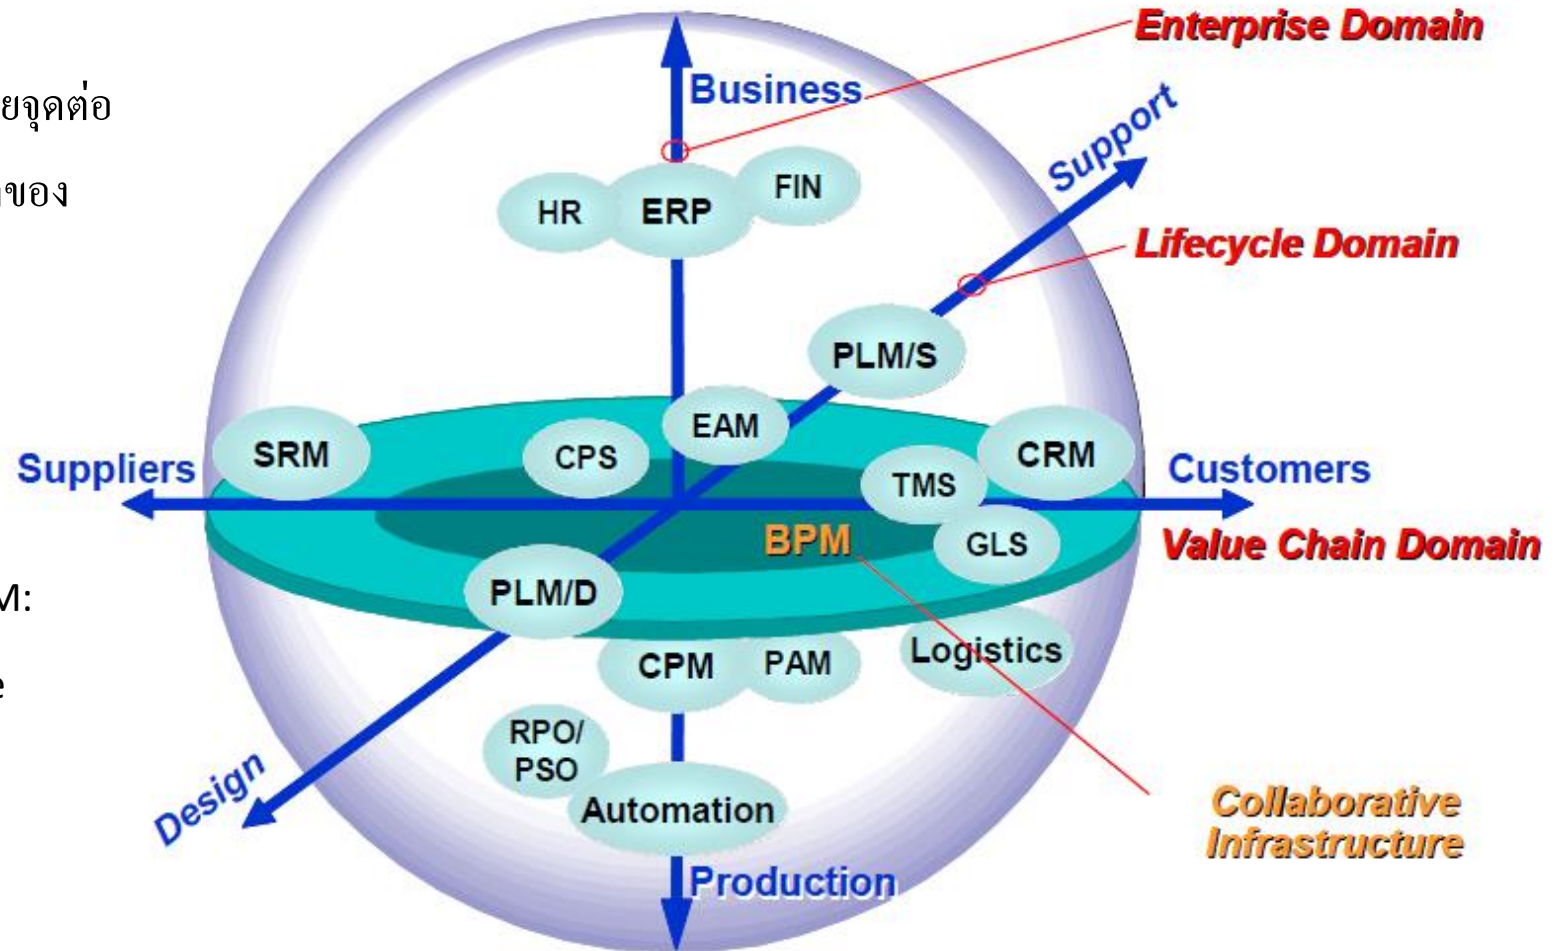 Enterprise Domain
Business
Support
ยจุดต่อ
ของ
HR
ERP
FIN
Lifecycle Domain
PLM/S
EAM
SRM
CPS
CRM
Suppliers
TMS
Customers
BPM
GLS
Value Chain Domain
PLM/D
M:
e
CPM
PAM
Logistics
RPO/
PSO
Design
Automation
Collaborative
Infrastructure
Production